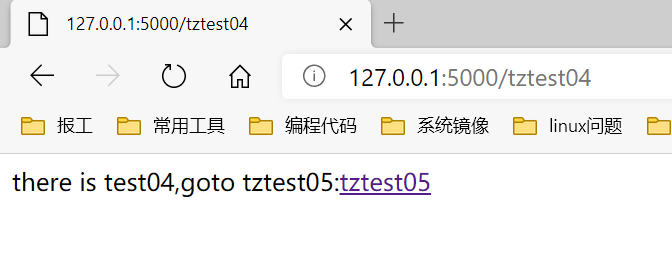 127.0.0.1:5000/tztest04
127.0.0.1:5000/tztest04
报工 常用工具 编程代码 系统镜像 linux问题
there is test04,goto tztest05:tztest05